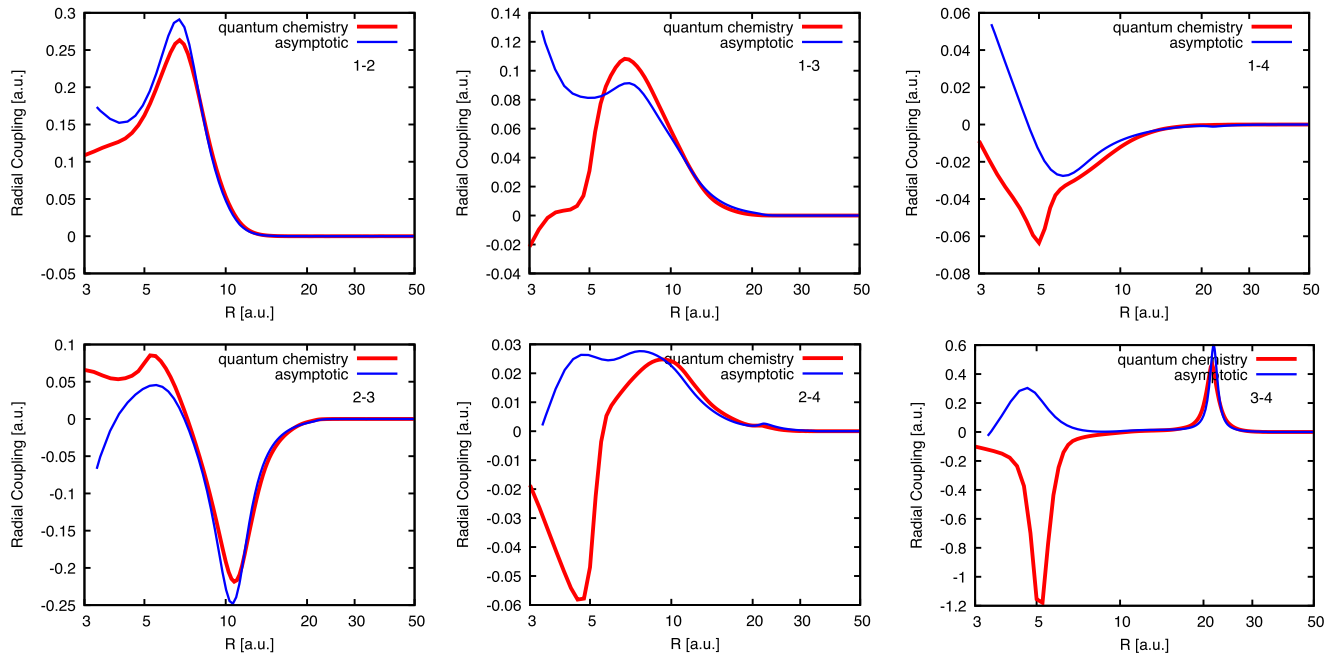 0.3
0.25
0.2
0.15
0.1
0.05
0
-0.05
Radial Coupling [a.u.]
quantum chemistry
asymptotic
1-2
3 5 10 20 30 50
R [a.u.]
0.14
0.12
0.1
0.08
0.06
0.04
0.02
0
-0.02
-0.04
Radial Coupling [a.u.]
quantum chemistry
asymptotic
1-3
3 5 10 20 30 50
R [a.u.]
0.06
0.04
0.02
0
-0.02
-0.04
-0.06
-0.08
Radial Coupling [a.u.]
quantum chemistry
asymptotic
1-4
3 5 10 20 30 50
R [a.u.]
0.1
0.05
0
-0.05
-0.1
-0.15
-0.2
-0.25
Radial Coupling [a.u.]
quantum chemistry
asymptotic
2-3
3 5 10 20 30 50
R [a.u.]
0.03
0.02
0.01
0
-0.01
-0.02
-0.03
-0.04
-0.05
-0.06
Radial Coupling [a.u.]
quantum chemistry
asymptotic
2-4
3 5 10 20 30 50
R [a.u.]
0.6
0.4
0.2
0
-0.2
-0.4
-0.6
-0.8
-1
-1.2
Radial Coupling [a.u.]
quantum chemistry
asymptotic
3-4
3 5 10 20 30 50
R [a.u.]